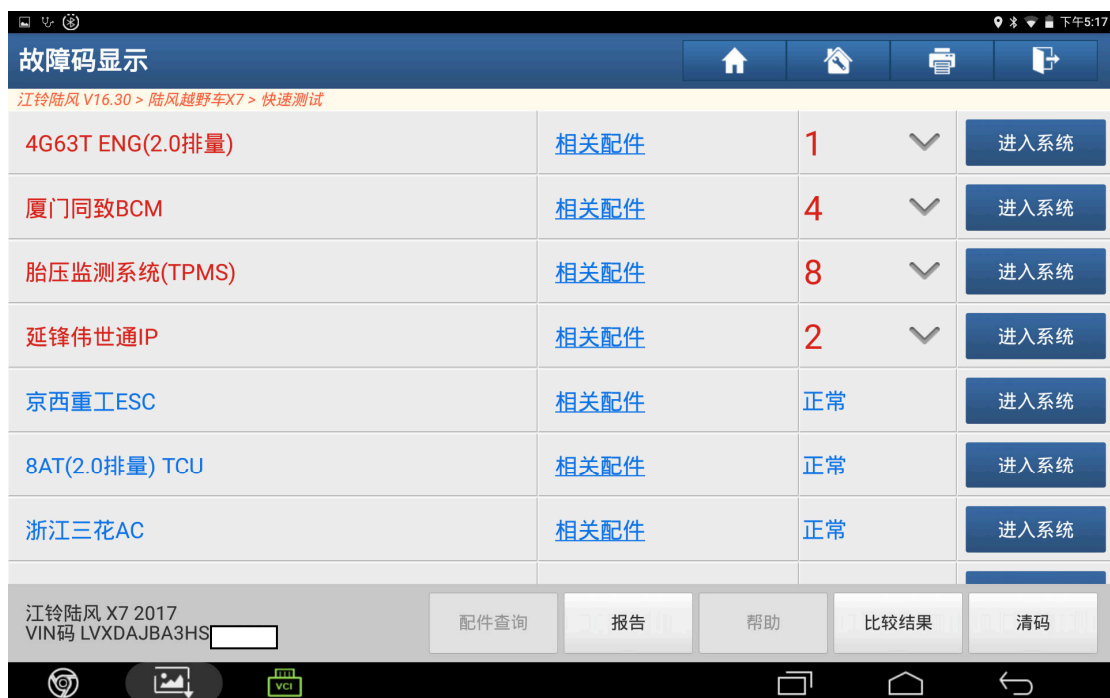 下午5:17
故障码显示
江铃陆风 V16.30 > 陆风越野车X7 > 快速测试
4G63T ENG(2.0排量) 相关配件 1 进入系统
厦门同致BCM 相关配件 4 进入系统
胎压监测系统(TPMS) 相关配件 8 进入系统
延锋伟世通IP 相关配件 2 进入系统
京西重工ESC 相关配件 正常 进入系统
8AT(2.0排量) TCU 相关配件 正常 进入系统
浙江三花AC 相关配件 正常 进入系统
江铃陆风 X7 2017
VIN码 LVXDAJBA3HS
配件查询 报告 帮助 比较结果 清码
VCI